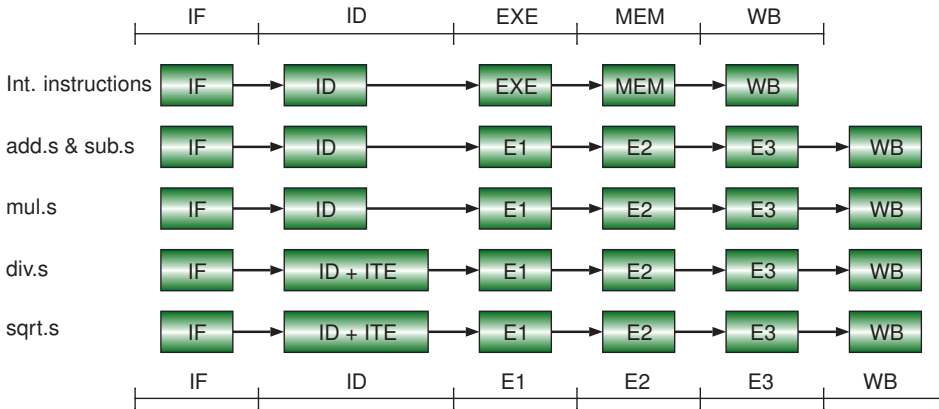 IF ID EXE MEM WB
Int. instructions IF ID EXE MEM WB
add.s & sub.s IF ID E1 E2 E3 WB
mul.s IF ID E1 E2 E3 WB
div.s IF ID + ITE E1 E2 E3 WB
sqrt.s IF ID + ITE E1 E2 E3 WB
IF ID E1 E2 E3 WB